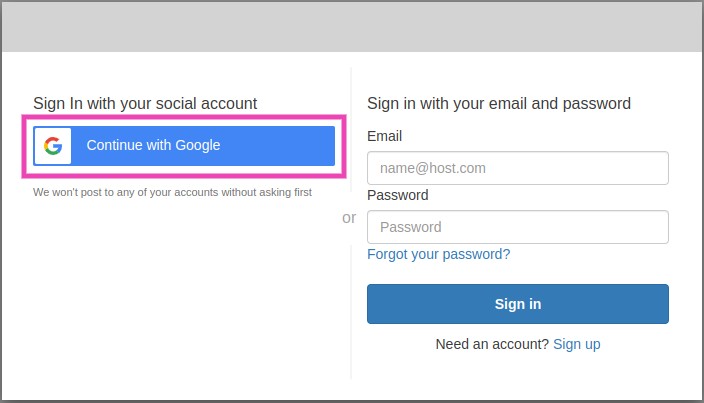 Sign In with your social account
Continue with Google
We won't post to any of your accounts without asking first
or
Sign in with your email and password
Email
name@host.com
Password
Password
Forgot your password?
Sign in
Need an account? Sign up